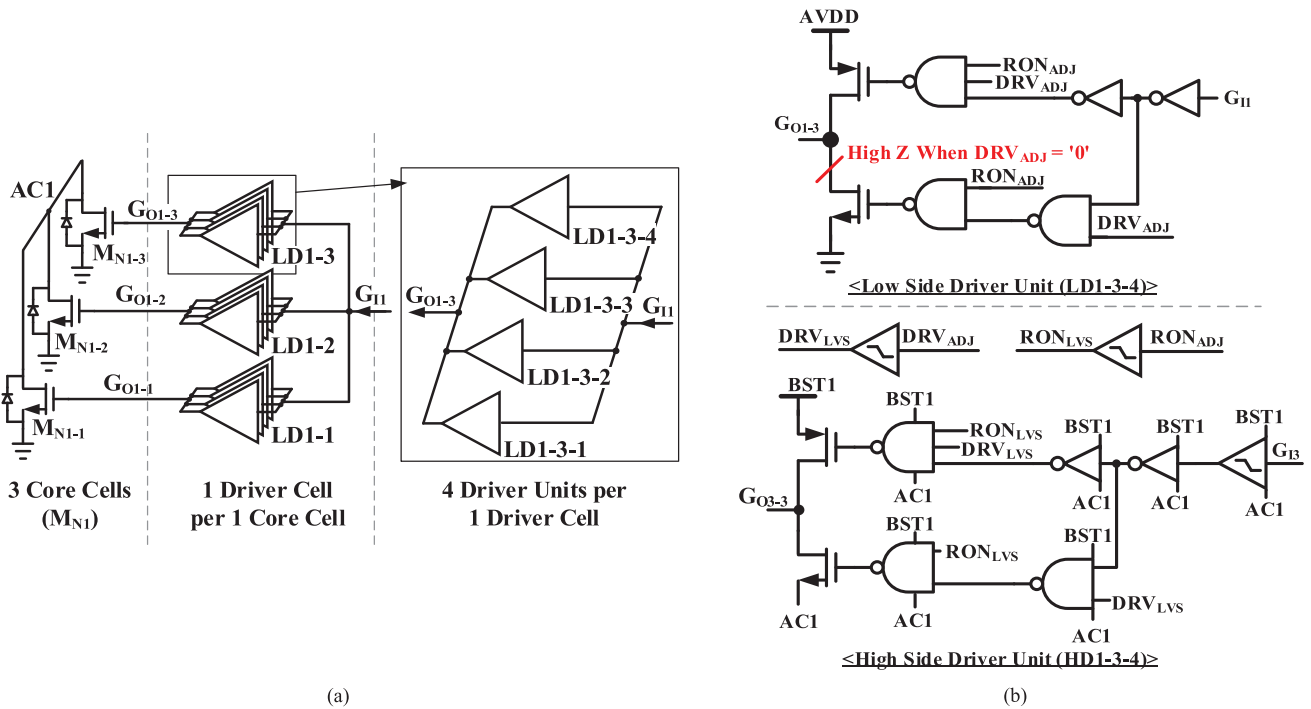 AC1
G_O1-3
M_N1-3
LD1-3
G_O1-2
M_N1-2
LD1-2
G_I1
G_O1-1
M_N1-1
LD1-1
LD1-3-4
LD1-3-3
G_O1-3
G_I1
LD1-3-2
LD1-3-1
3 Core Cells
(M_N1)
1 Driver Cell
per 1 Core Cell
4 Driver Units per
1 Driver Cell
(a)
AVDD
RON_ADJ
DRV_ADJ
G_I1
G_O1-3
High Z When DRV_ADJ = '0'
RON_ADJ
DRV_ADJ
<Low Side Driver Unit (LD1-3-4)>
DRV_LVS
DRV_ADJ
RON_LVS
RON_ADJ
BST1
BST1
RON_LVS
DRV_LVS
AC1
BST1
AC1
BST1
AC1
BST1
G_I3
AC1
G_O3-3
BST1
RON_LVS
AC1
BST1
DRV_LVS
AC1
AC1
<High Side Driver Unit (HD1-3-4)>
(b)